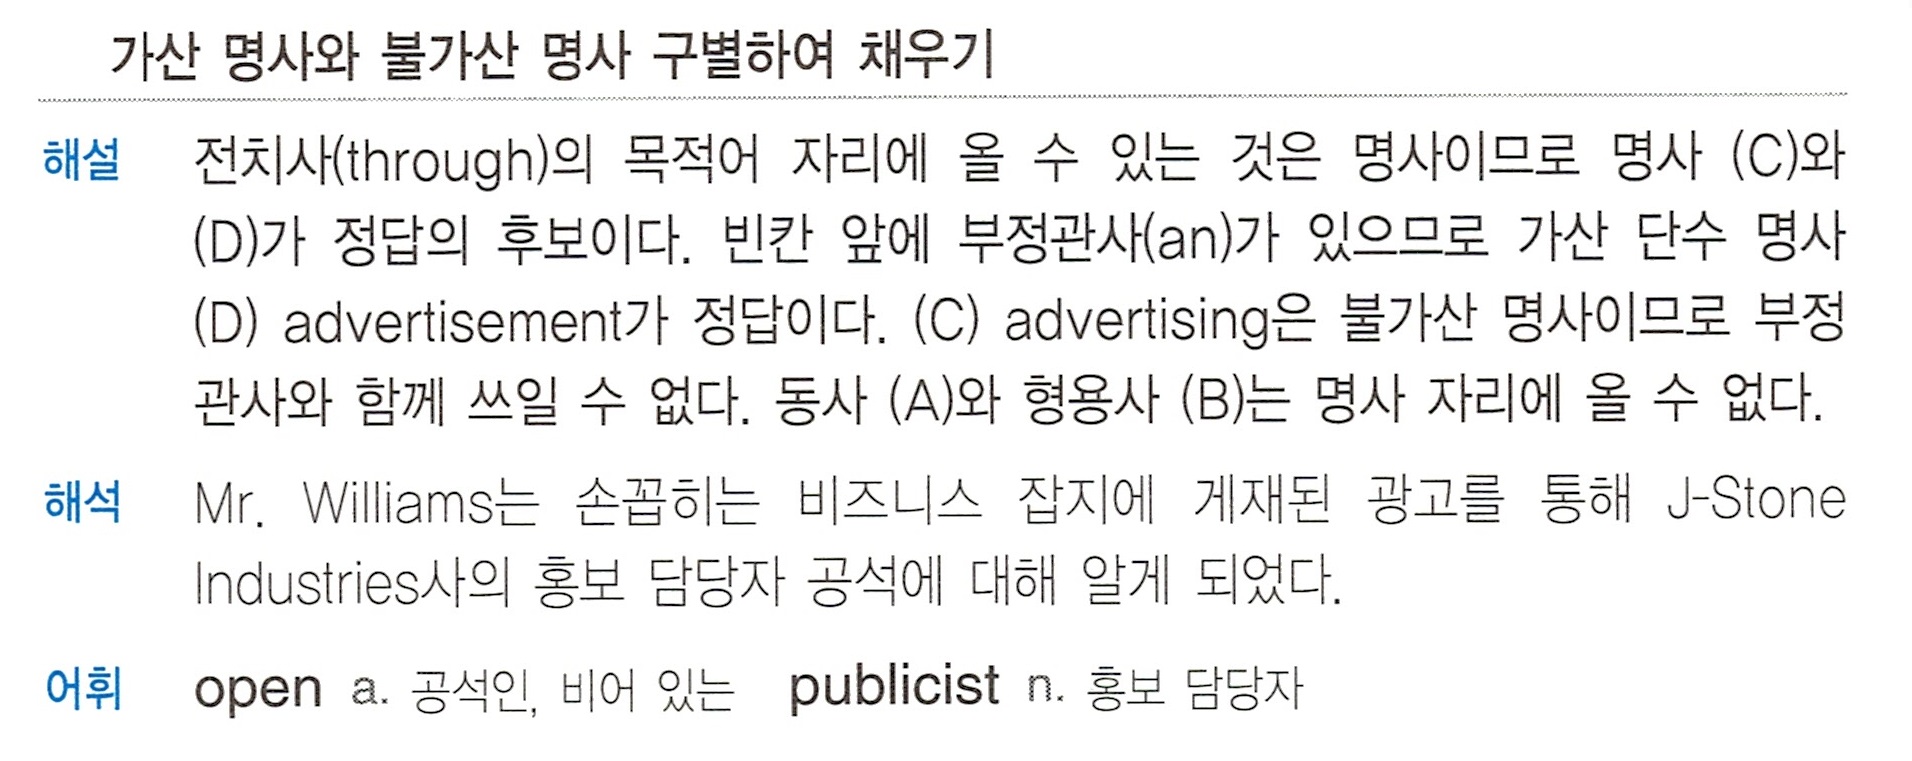 가산 명사와 불가산 명사 구별하여 채우기
해설 전치사(through)의 목적어 자리에 올 수 있는 것은 명사이므로 명사 (C)와
(D)가 정답의 후보이다. 빈칸 앞에 부정관사(an)가 있으므로 가산 단수 명사
(D) advertisement가 정답이다. (C) advertising은 불가산 명사이므로 부정
관사와 함께 쓰일 수 없다. 동사 (A)와 형용사 (B)는 명사 자리에 올 수 없다.
해석 Mr. Williams는 손꼽히는 비즈니스 잡지에 게재된 광고를 통해 J-Stone
Industries사의 홍보 담당자 공석에 대해 알게 되었다.
어휘 open a. 공석인, 비어 있는 publicist n. 홍보 담당자